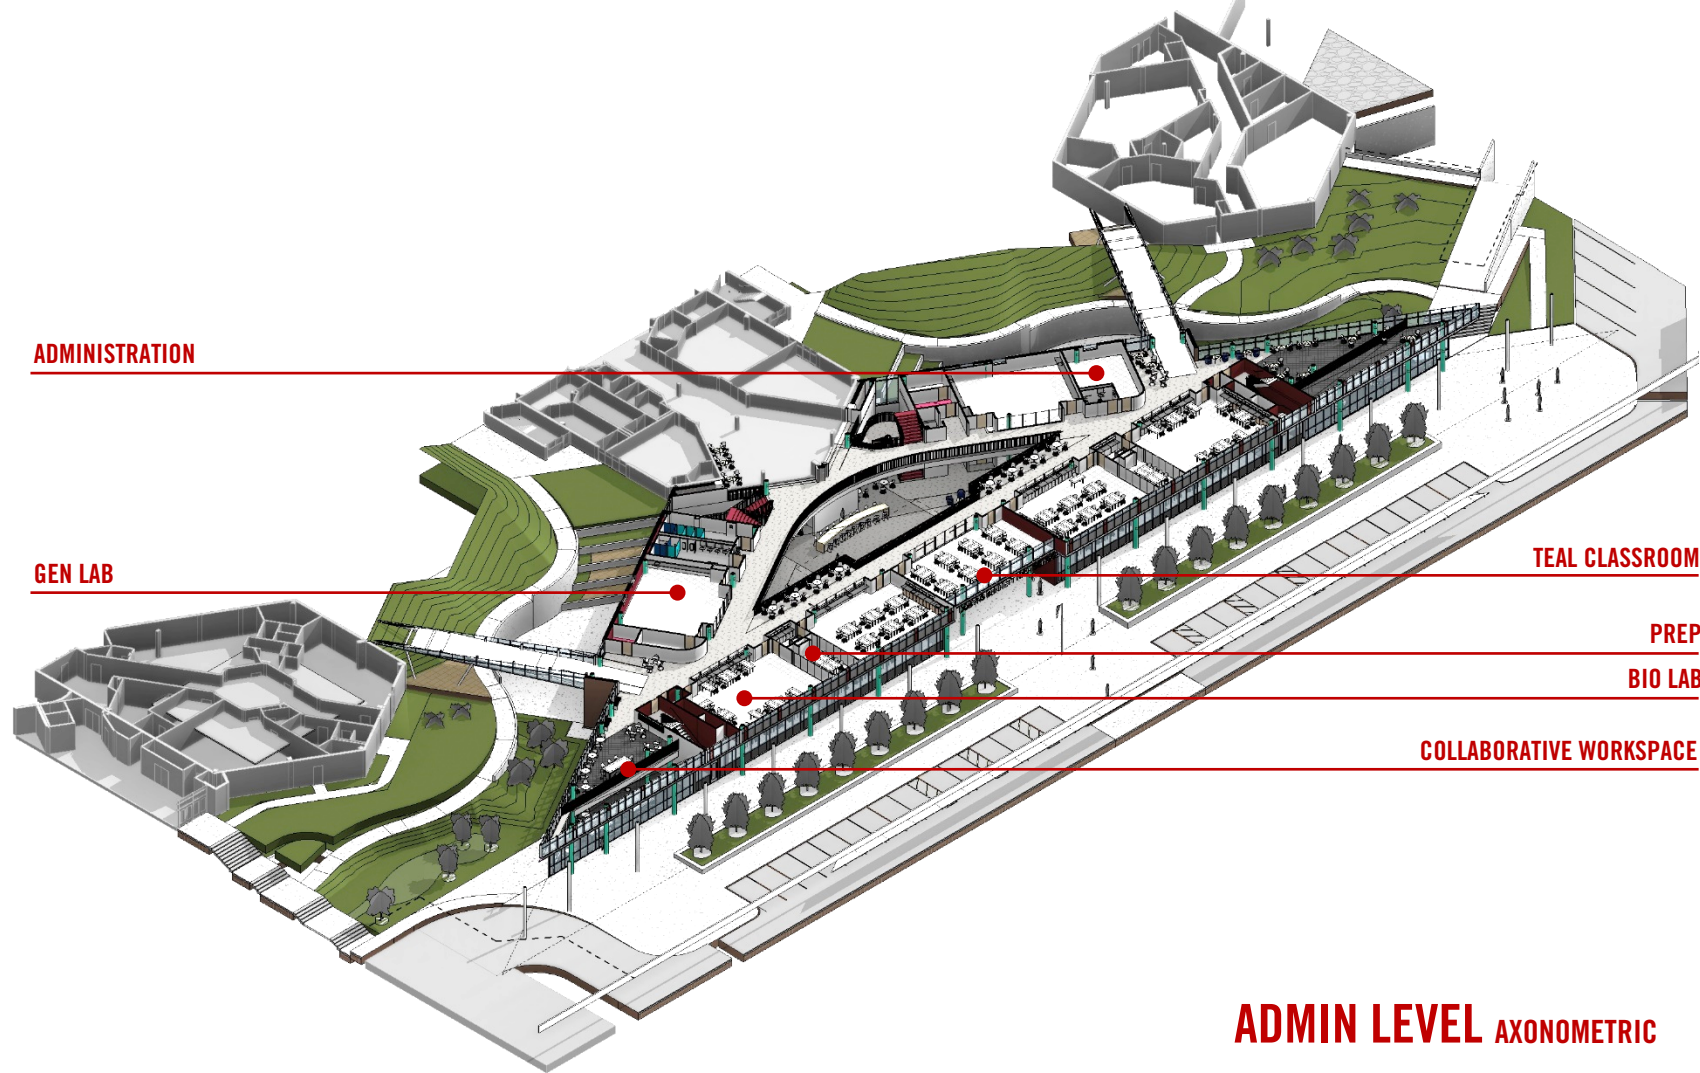 ADMINISTRATION
GEN LAB
TEAL CLASSROOM
PREP
BIO LAB
COLLABORATIVE WORKSPACE
ADMIN LEVEL AXONOMETRIC